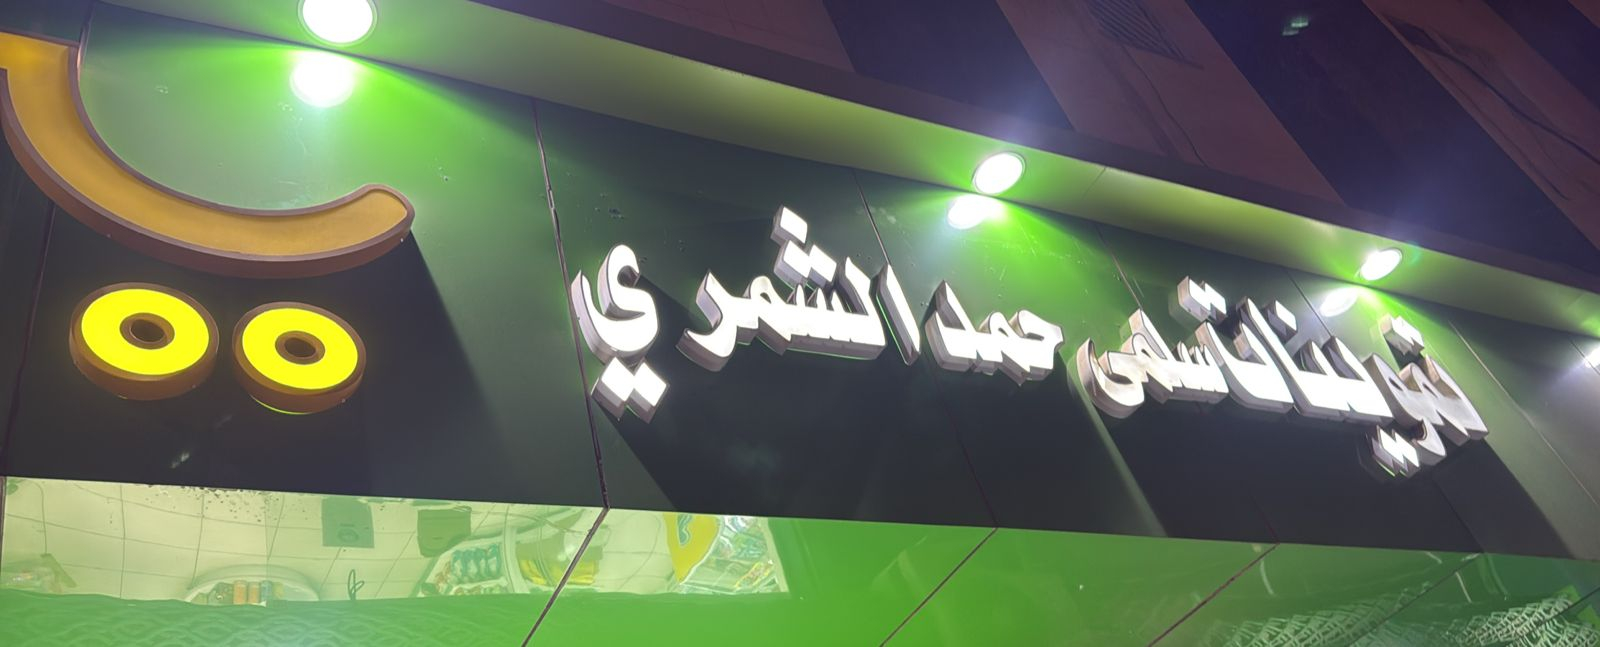 تموينات سلمى حمد الشمري